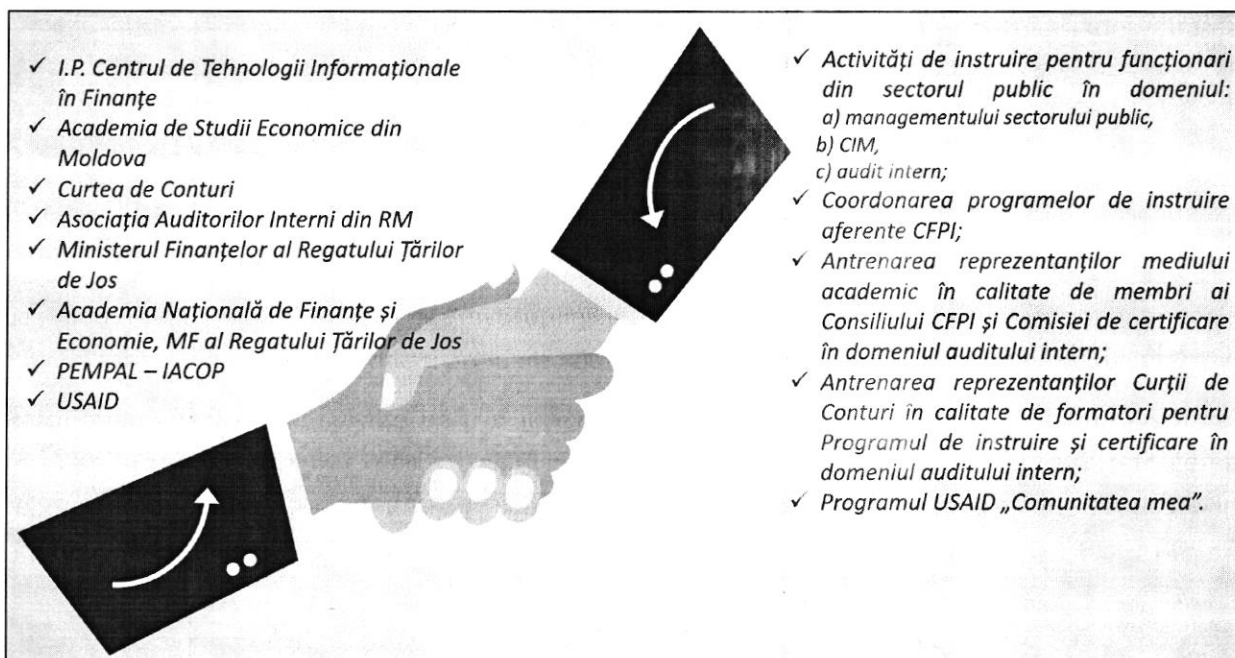 ✓ I.P. Centrul de Tehnologii Informaționale
în Finanțe
✓ Academia de Studii Economice din
Moldova
✓ Curtea de Conturi
✓ Asociația Auditorilor Interni din RM
✓ Ministerul Finanțelor al Regatului Țărilor
de Jos
✓ Academia Națională de Finanțe și
Economie, MF al Regatului Țărilor de Jos
✓ PEMPAL – IACOP
✓ USAID
✓ Activități de instruire pentru funcționari
din sectorul public în domeniul:
a) managementului sectorului public,
b) CIM,
c) audit intern;
✓ Coordonarea programelor de instruire
aferente CFPI;
✓ Antrenarea reprezentanților mediului
academic în calitate de membri ai
Consiliului CFPI și Comisiei de certificare
în domeniul auditului intern;
✓ Antrenarea reprezentanților Curții de
Conturi în calitate de formatori pentru
Programul de instruire și certificare în
domeniul auditului intern;
✓ Programul USAID „Comunitatea mea”.